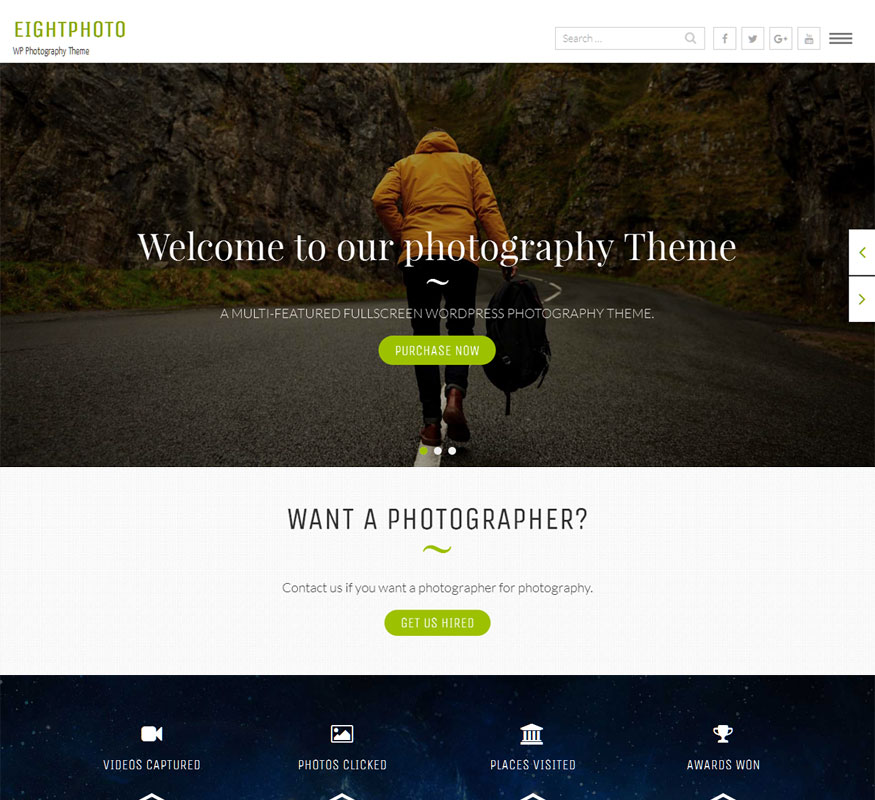 EIGHTPHOTO
WP Photography Theme
Search ...
Welcome to our photography Theme
~
A MULTI-FEATURED FULLSCREEN WORDPRESS PHOTOGRAPHY THEME.
PURCHASE NOW
WANT A PHOTOGRAPHER?
~
Contact us if you want a photographer for photography.
GET US HIRED
VIDEOS CAPTURED
PHOTOS CLICKED
PLACES VISITED
AWARDS WON